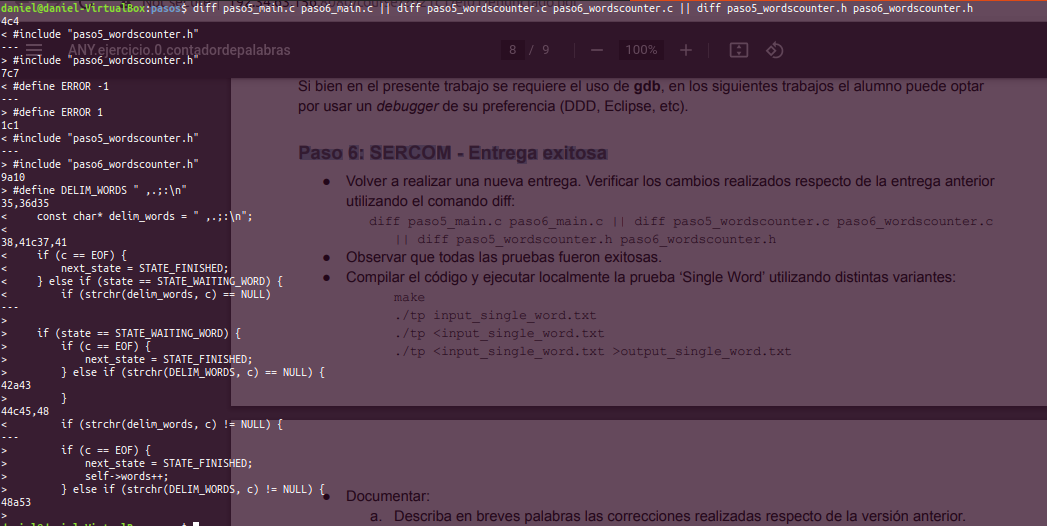 daniel@daniel-VirtualBox:pasos$ diff paso5_main.c paso6_main.c || diff paso5_wordscounter.c paso6_wordscounter.c || diff paso5_wordscounter.h paso6_wordscounter.h
4c4
< #include "paso5_wordscounter.h"
---
> #include "paso6_wordscounter.h"
7c7
< #define ERROR -1
---
> #define ERROR 1
1c1
< #include "paso5_wordscounter.h"
---
> #include "paso6_wordscounter.h"
9a10
> #define DELIM_WORDS " ,.;:\n"
35,36d35
<     const char* delim_words = " ,.;:\n";
<
38,41c37,41
<     if (c == EOF) {
<         next_state = STATE_FINISHED;
<     } else if (state == STATE_WAITING_WORD) {
<         if (strchr(delim_words, c) == NULL)
---
>
>     if (state == STATE_WAITING_WORD) {
>         if (c == EOF) {
>             next_state = STATE_FINISHED;
>         } else if (strchr(DELIM_WORDS, c) == NULL) {
42a43
>         }
44c45,48
<         if (strchr(delim_words, c) != NULL) {
---
>         if (c == EOF) {
>             next_state = STATE_FINISHED;
>             self->words++;
>         } else if (strchr(DELIM_WORDS, c) != NULL) {
48a53
>
ANY.ejercicio.0.contadordepalabras
8 / 9
100%
Si bien en el presente trabajo se requiere el uso de gdb, en los siguientes trabajos el alumno puede optar
por usar un debugger de su preferencia (DDD, Eclipse, etc).
Paso 6: SERCOM - Entrega exitosa
● Volver a realizar una nueva entrega. Verificar los cambios realizados respecto de la entrega anterior
utilizando el comando diff:
diff paso5_main.c paso6_main.c || diff paso5_wordscounter.c paso6_wordscounter.c
|| diff paso5_wordscounter.h paso6_wordscounter.h
● Observar que todas las pruebas fueron exitosas.
● Compilar el código y ejecutar localmente la prueba ‘Single Word’ utilizando distintas variantes:
make
./tp input_single_word.txt
./tp <input_single_word.txt
./tp <input_single_word.txt >output_single_word.txt
● Documentar:
a. Describa en breves palabras las correcciones realizadas respecto de la versión anterior.